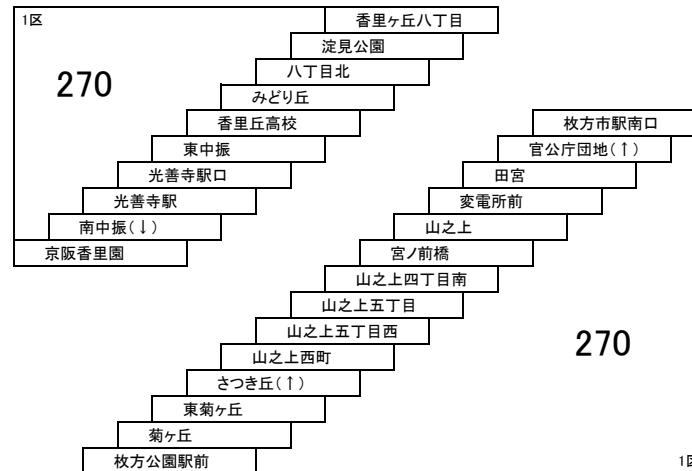 1区
香里ヶ丘八丁目
淀見公園
八丁目北
みどり丘
香里丘高校
東中振
光善寺駅口
光善寺駅
南中振(↓)
京阪香里園
270
枚方市駅南口
官公庁団地(↑)
田宮
変電所前
山之上
宮ノ前橋
山之上四丁目南
山之上五丁目
山之上五丁目西
山之上西町
さつき丘(↑)
東菊ヶ丘
菊ヶ丘
枚方公園駅前
270
1区